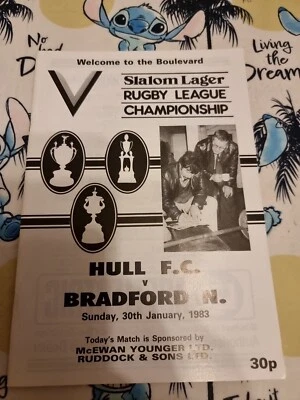 Welcome to the Boulevard
Slalom Lager
RUGBY LEAGUE
CHAMPIONSHIP
HULL F.C.
v
BRADFORD N.
Sunday, 30th January, 1983
Today's Match is Sponsored by
McEWAN YOUNGER LTD.
RUDDOCK & SONS LTD.
30p
No
Living
the
Dream